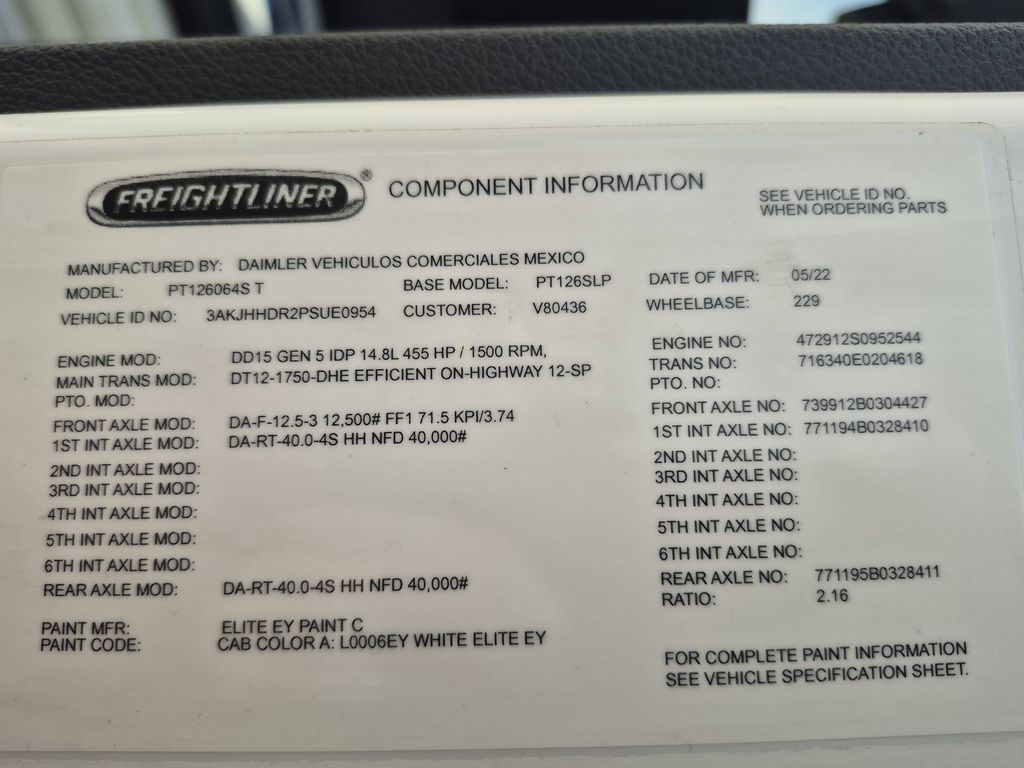 FREIGHTLINER® COMPONENT INFORMATION
SEE VEHICLE ID NO.
WHEN ORDERING PARTS
MANUFACTURED BY: DAIMLER VEHICULOS COMERCIALES MEXICO
DATE OF MFR: 05/22
MODEL: PT126064S T BASE MODEL: PT126SLP
WHEELBASE: 229
VEHICLE ID NO: 3AKJHHDR2PSUE0954 CUSTOMER: V80436
ENGINE MOD: DD15 GEN 5 IDP 14.8L 455 HP / 1500 RPM, ENGINE NO: 472912S0952544
MAIN TRANS MOD: DT12-1750-DHE EFFICIENT ON-HIGHWAY 12-SP TRANS NO: 716340E0204618
PTO. MOD: PTO. NO:
FRONT AXLE MOD: DA-F-12.5-3 12,500# FF1 71.5 KPI/3.74 FRONT AXLE NO: 739912B0304427
1ST INT AXLE MOD: DA-RT-40.0-4S HH NFD 40,000# 1ST INT AXLE NO: 771194B0328410
2ND INT AXLE MOD: 2ND INT AXLE NO:
3RD INT AXLE MOD: 3RD INT AXLE NO:
4TH INT AXLE MOD: 4TH INT AXLE NO:
5TH INT AXLE MOD: 5TH INT AXLE NO:
6TH INT AXLE MOD: 6TH INT AXLE NO:
REAR AXLE MOD: DA-RT-40.0-4S HH NFD 40,000# REAR AXLE NO: 771195B0328411
RATIO: 2.16
PAINT MFR: ELITE EY PAINT C
PAINT CODE: CAB COLOR A: L0006EY WHITE ELITE EY
FOR COMPLETE PAINT INFORMATION
SEE VEHICLE SPECIFICATION SHEET.